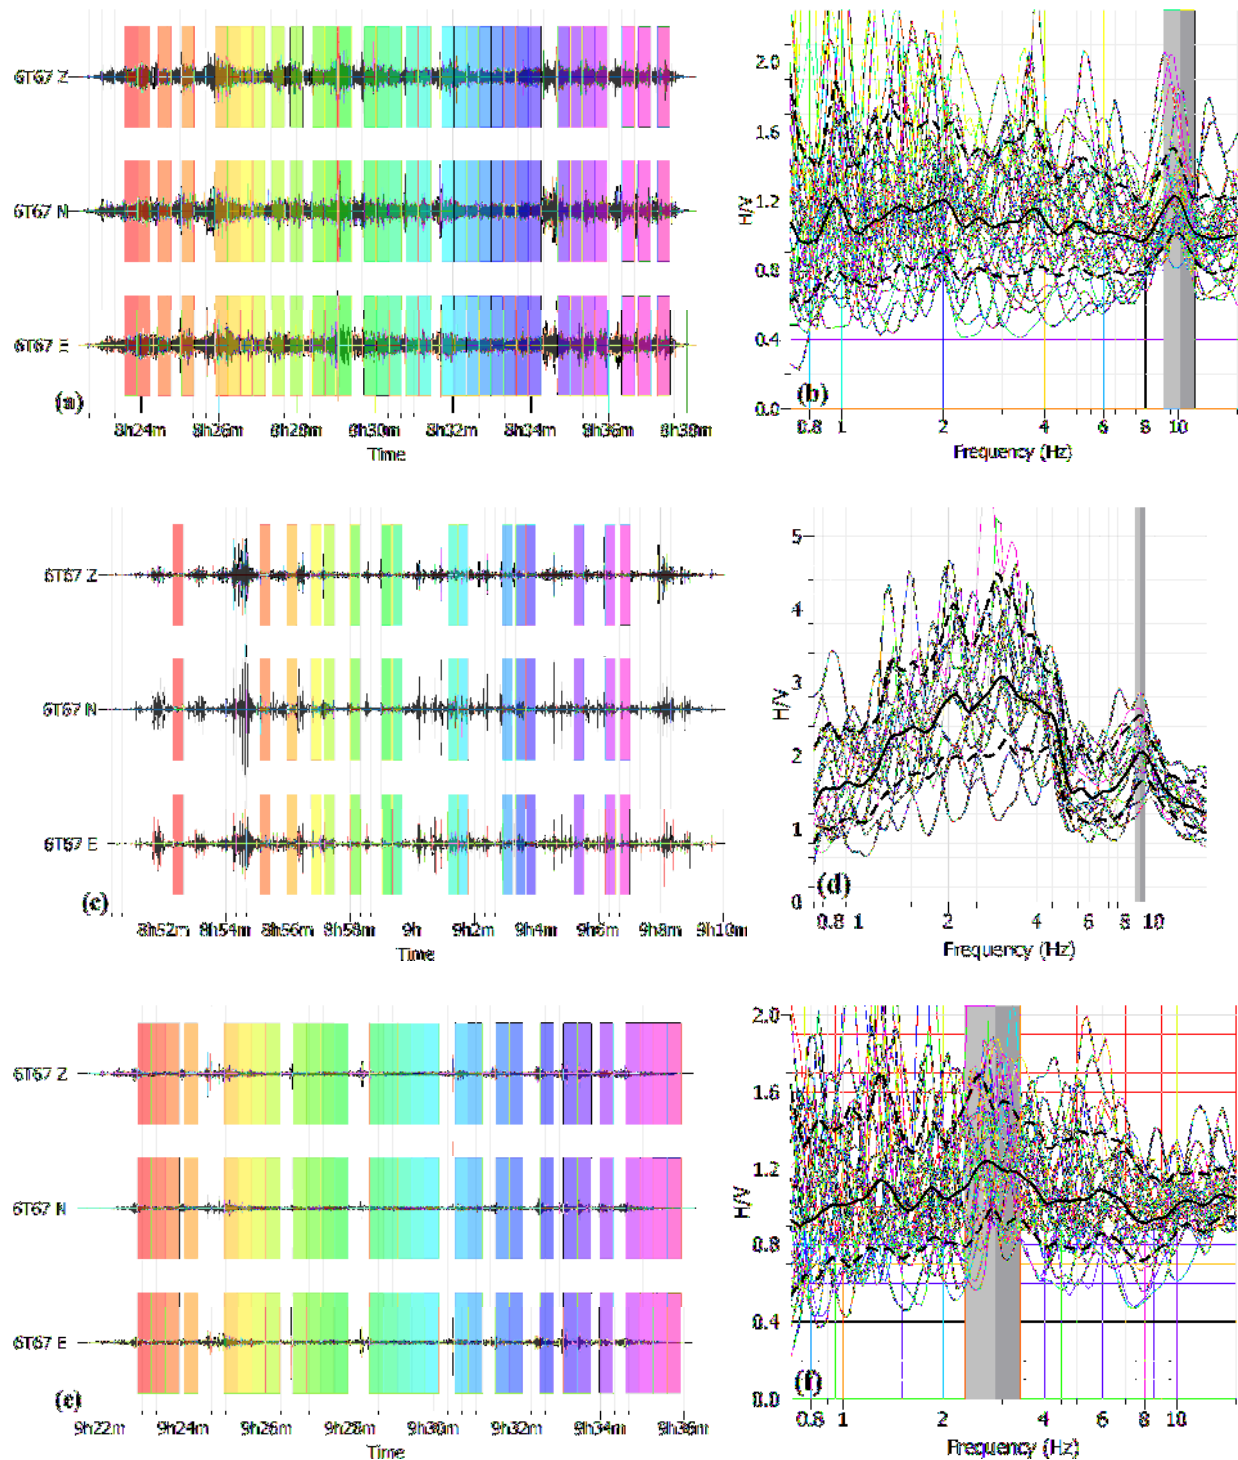 6T67 Z
6T67 N
6T67 E
(a)
8h24m 8h26m 8h28m 8h30m 8h32m 8h34m 8h36m 8h38m
Time
2.0
1.6
1.2
0.8
0.4
0.0
H/V
(b)
0.8 1 2 4 6 8 10
Frequency (Hz)
6T67 Z
6T67 N
6T67 E
(c)
8h52m 8h54m 8h56m 8h58m 9h 9h2m 9h4m 9h6m 9h8m 9h10m
Time
5
4
3
2
1
0
H/V
(d)
0.8 1 2 4 6 8 10
Frequency (Hz)
6T67 Z
6T67 N
6T67 E
(e)
9h22m 9h24m 9h26m 9h28m 9h30m 9h32m 9h34m 9h36m
Time
2.0
1.6
1.2
0.8
0.4
0.0
H/V
(f)
0.8 1 2 4 6 8 10
Frequency (Hz)